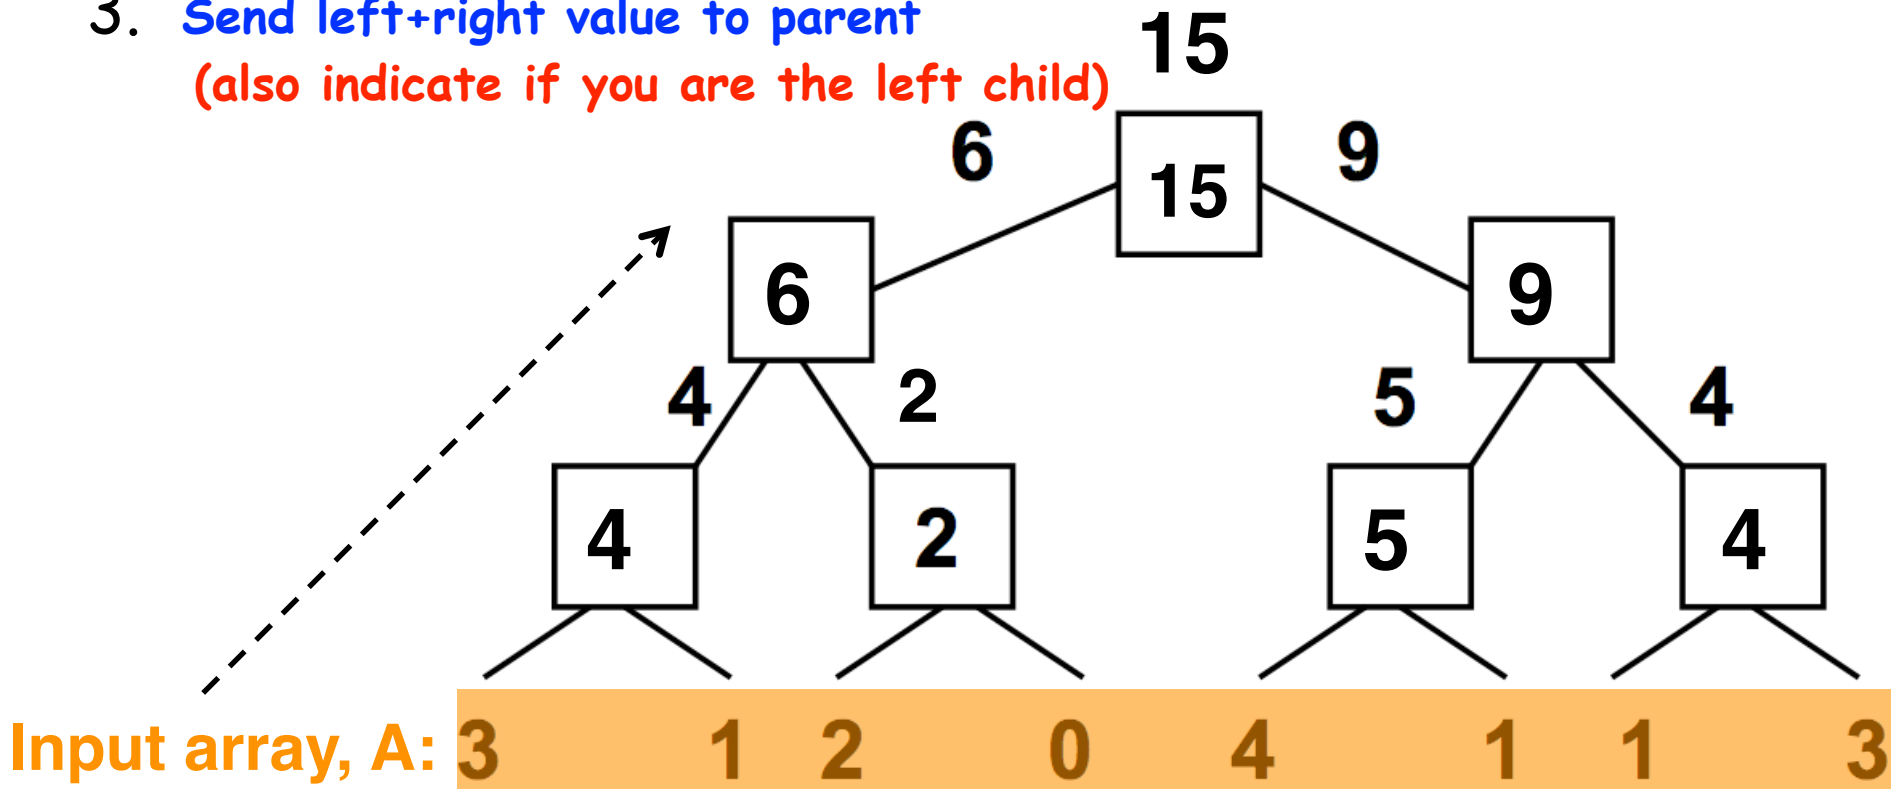 3. Send left+right value to parent
(also indicate if you are the left child)
15
6 9
15
6 9
4 2 5 4
4 2 5 4
Input array, A: 3 1 2 0 4 1 1 3